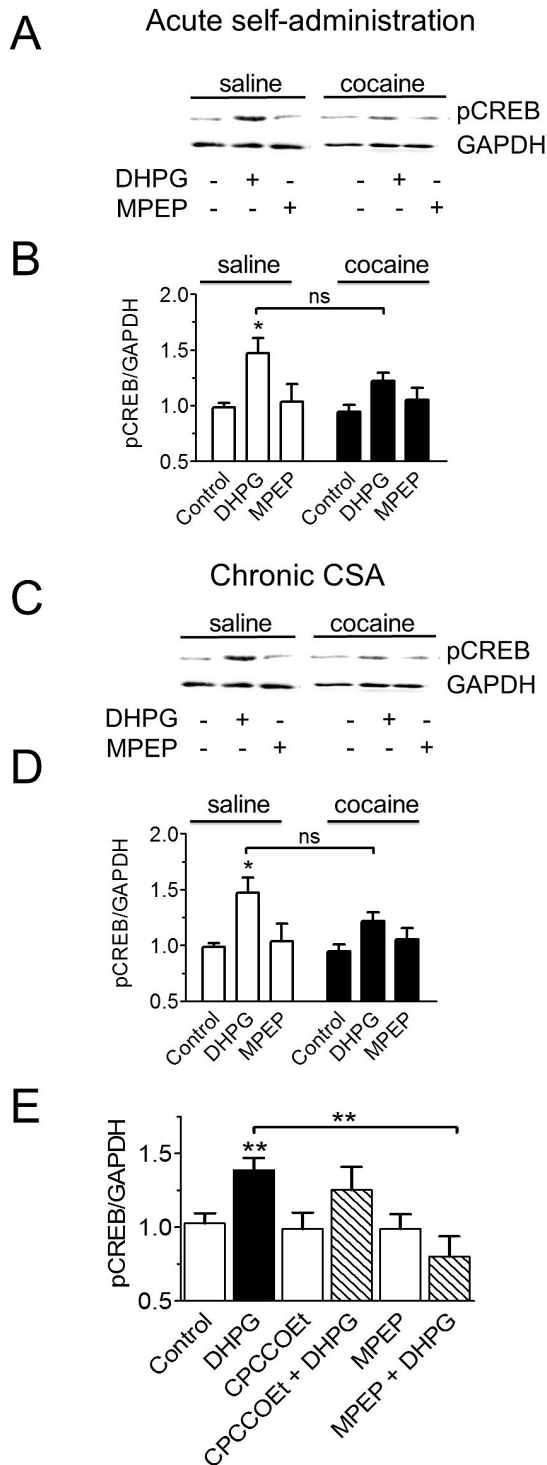 A
Acute self-administration
saline cocaine
pCREB
GAPDH
DHPG - + - - + -
MPEP - - + - - +
B
saline cocaine
ns
*
2.0
1.5
1.0
0.5
pCREB/GAPDH
Control DHPG MPEP Control DHPG MPEP
C
Chronic CSA
saline cocaine
pCREB
GAPDH
DHPG - + - - + -
MPEP - - + - - +
D
saline cocaine
ns
*
2.0
1.5
1.0
0.5
pCREB/GAPDH
Control DHPG MPEP Control DHPG MPEP
E
**
**
1.5
1.0
0.5
pCREB/GAPDH
Control DHPG CPCCOEt CPCCOEt + DHPG MPEP MPEP + DHPG